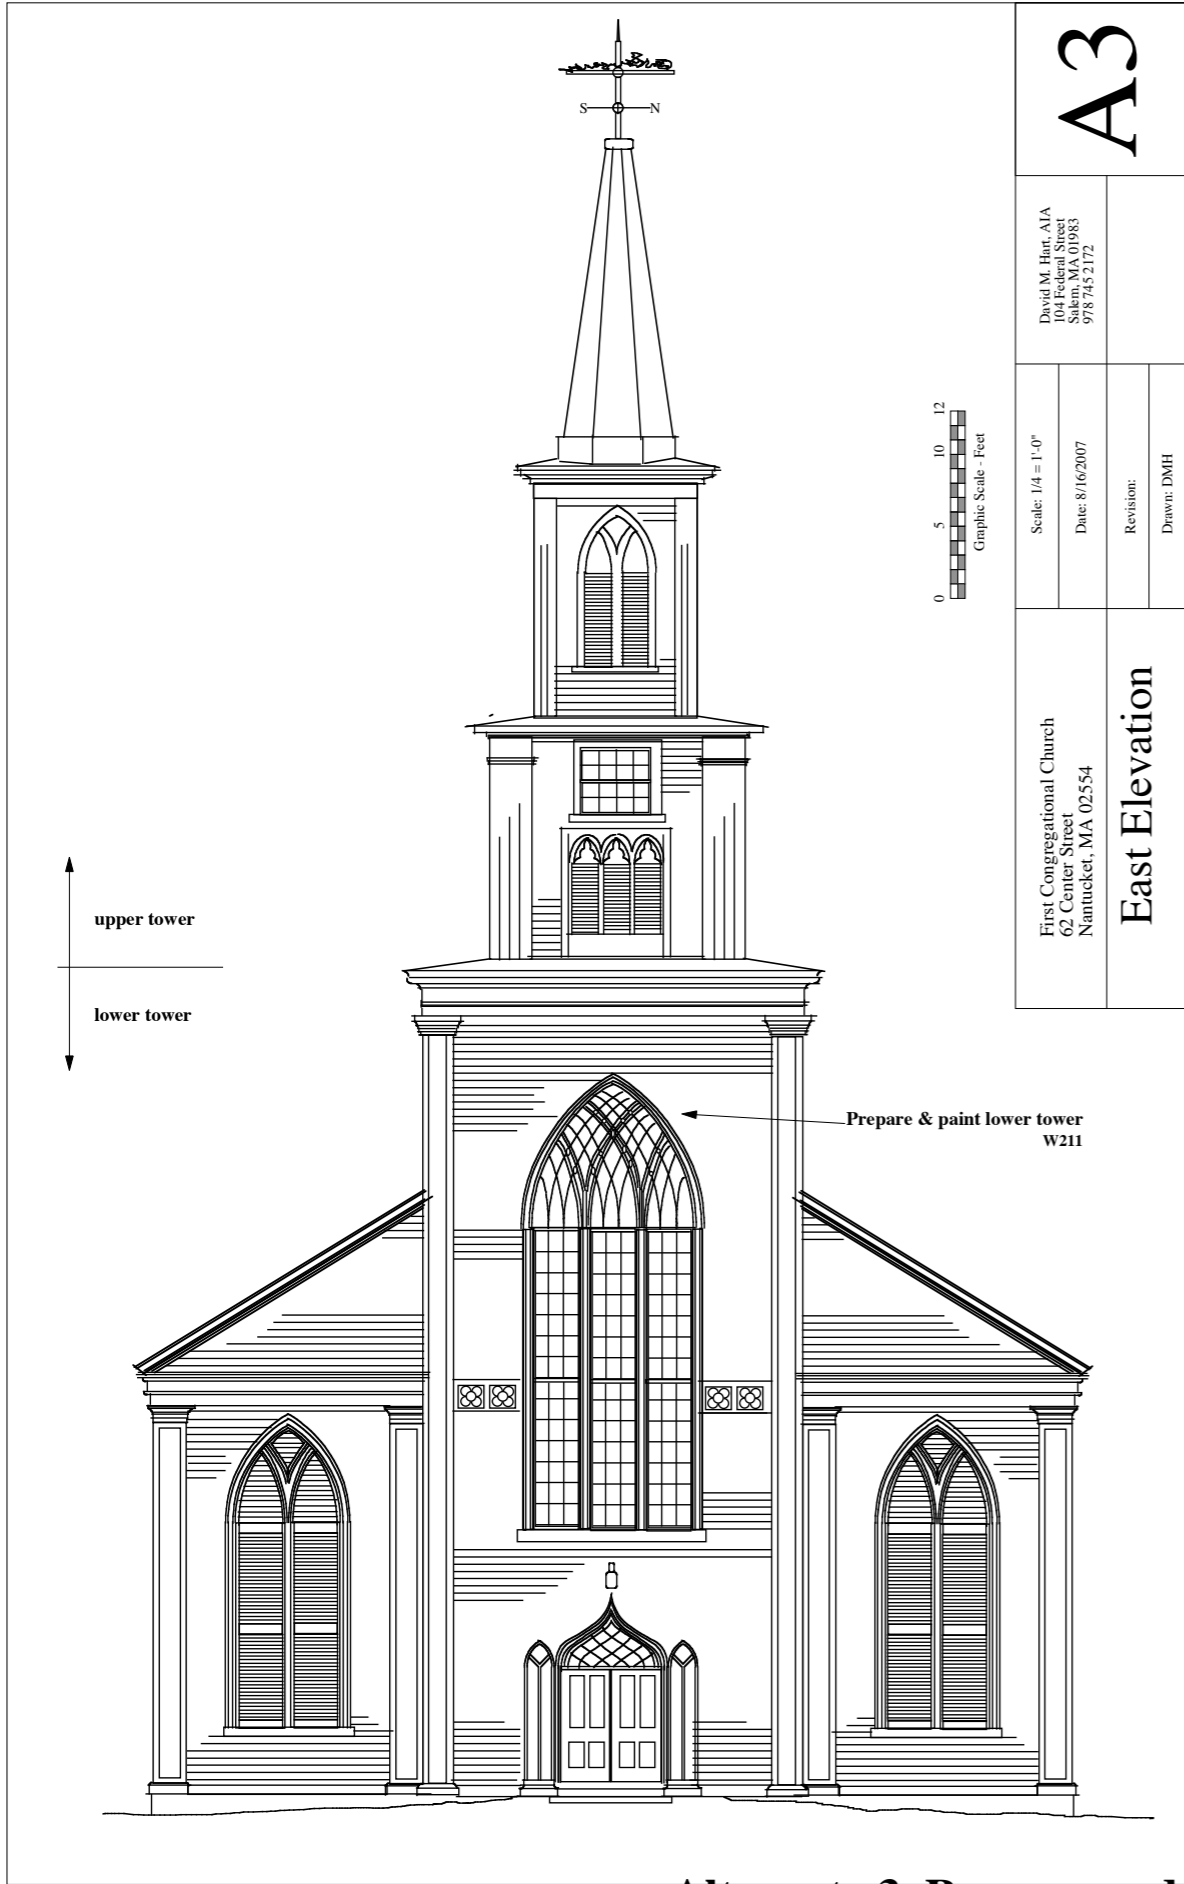 S
N
A3
David M. Hart, AIA
104 Federal Street
Salem, MA 01983
978 745 2172
0
5
10
12
Graphic Scale - Feet
Scale: 1/4 = 1'-0"
Date: 8/16/2007
Revision:
Drawn: DMH
First Congregational Church
62 Center Street
Nantucket, MA 02554
East Elevation
upper tower
lower tower
Prepare & paint lower tower
W211